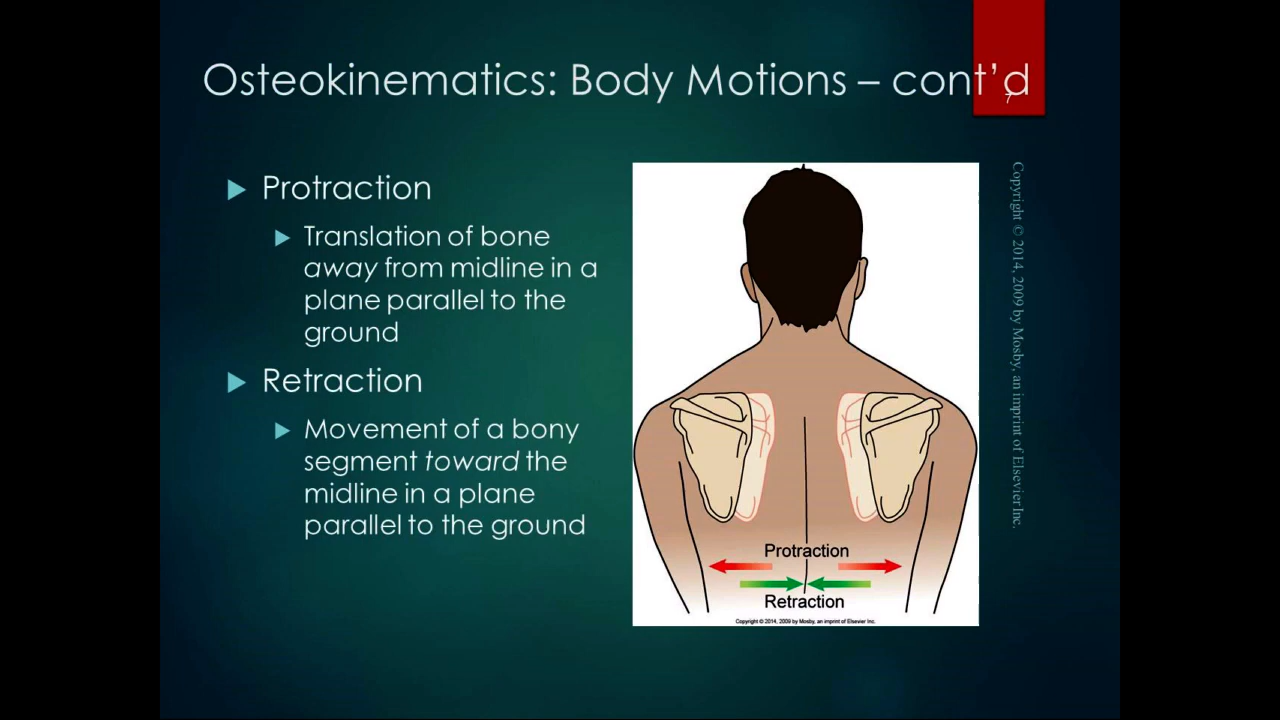 Osteokinematics: Body Motions – cont’d
7
Protraction
Translation of bone
away from midline in a
plane parallel to the
ground
Retraction
Movement of a bony
segment toward the
midline in a plane
parallel to the ground
Protraction
Retraction
Copyright © 2014, 2009 by Mosby, an imprint of Elsevier Inc.
Copyright © 2014, 2009 by Mosby, an imprint of Elsevier Inc.